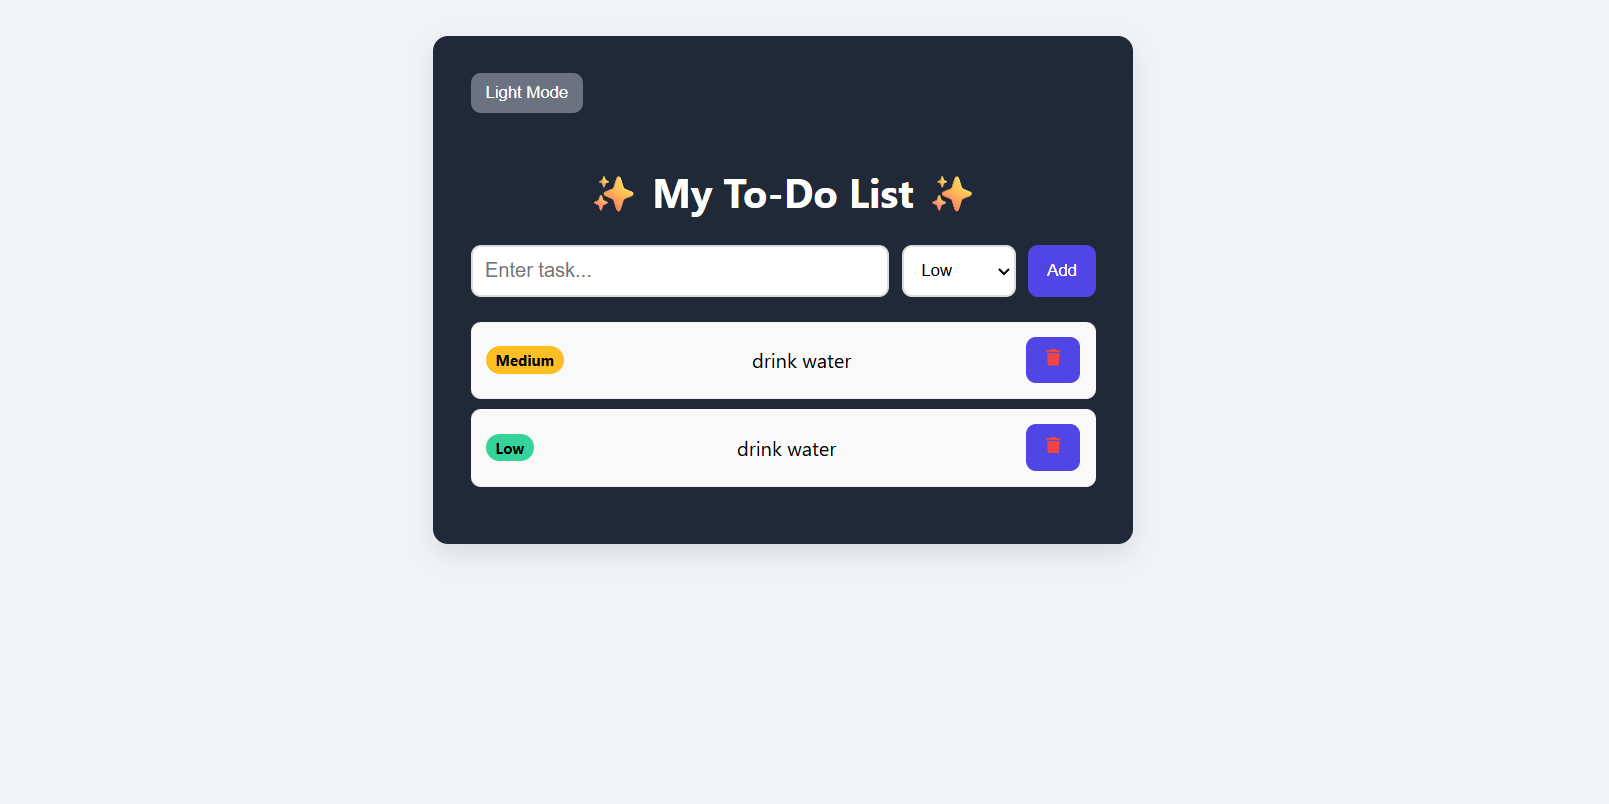 Light Mode
✨ My To-Do List ✨
Enter task... Low Add
Medium drink water
Low drink water